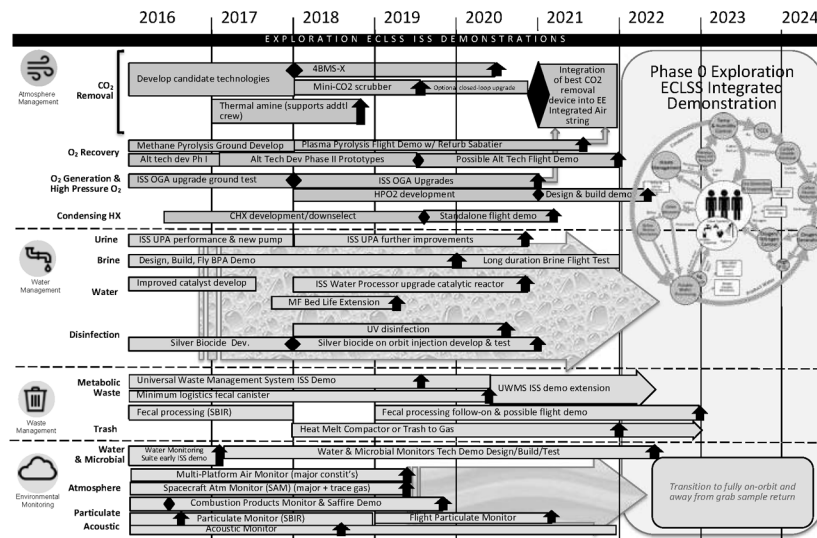 2016 2017 2018 2019 2020 2021 2022 2023 2024
EXPLORATION ECLSS ISS DEMONSTRATIONS
Atmosphere
Management
CO2
Removal
Develop candidate technologies
4BMS-X
Mini-CO2 scrubber
Optional closed-loop upgrade
Thermal amine (supports addtl
crew)
Integration
of best CO2
removal
device into EE
Integrated Air
string
Phase 0 Exploration
ECLSS Integrated
Demonstration
O2 Recovery
Methane Pyrolysis Ground Develop
Plasma Pyrolysis Flight Demo w/ Refurb Sabatier
Alt tech dev Ph I
Alt Tech Dev Phase II Prototypes
Possible Alt Tech Flight Demo
O2 Generation &
High Pressure O2
ISS OGA upgrade ground test
ISS OGA Upgrades
HPO2 development
Design & build demo
Condensing HX
CHX development/downselect
Standalone flight demo
Water
Management
Urine
ISS UPA performance & new pump
ISS UPA further improvements
Brine
Design, Build, Fly BPA Demo
Long duration Brine Flight Test
Water
Improved catalyst develop
ISS Water Processor upgrade catalytic reactor
MF Bed Life Extension
Disinfection
UV disinfection
Silver Biocide Dev.
Silver biocide on orbit injection develop & test
Waste
Management
Metabolic
Waste
Universal Waste Management System ISS Demo
Minimum logistics fecal canister
UWMS ISS demo extension
Fecal processing (SBIR)
Fecal processing follow-on & possible flight demo
Trash
Heat Melt Compactor or Trash to Gas
Environmental
Monitoring
Water
& Microbial
Water Monitoring
Suite early ISS demo
Water & Microbial Monitors Tech Demo Design/Build/Test
Atmosphere
Multi-Platform Air Monitor (major constit's)
Spacecraft Atm Monitor (SAM) (major + trace gas)
Combustion Products Monitor & Saffire Demo
Particulate
Particulate Monitor (SBIR)
Flight Particulate Monitor
Acoustic
Acoustic Monitor
Transition to fully on-orbit and
away from grab sample return